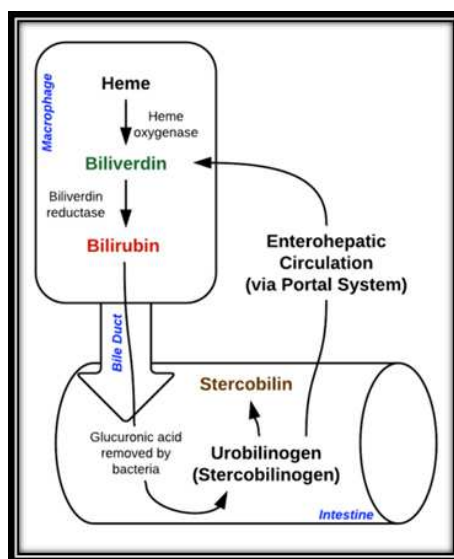 Macrophage
Heme
Heme
oxygenase
Biliverdin
Biliverdin
reductase
Bilirubin
Enterohepatic
Circulation
(via Portal System)
Bile Duct
Stercobilin
Glucuronic acid
removed by
bacteria
Urobilinogen
(Stercobilinogen)
Intestine